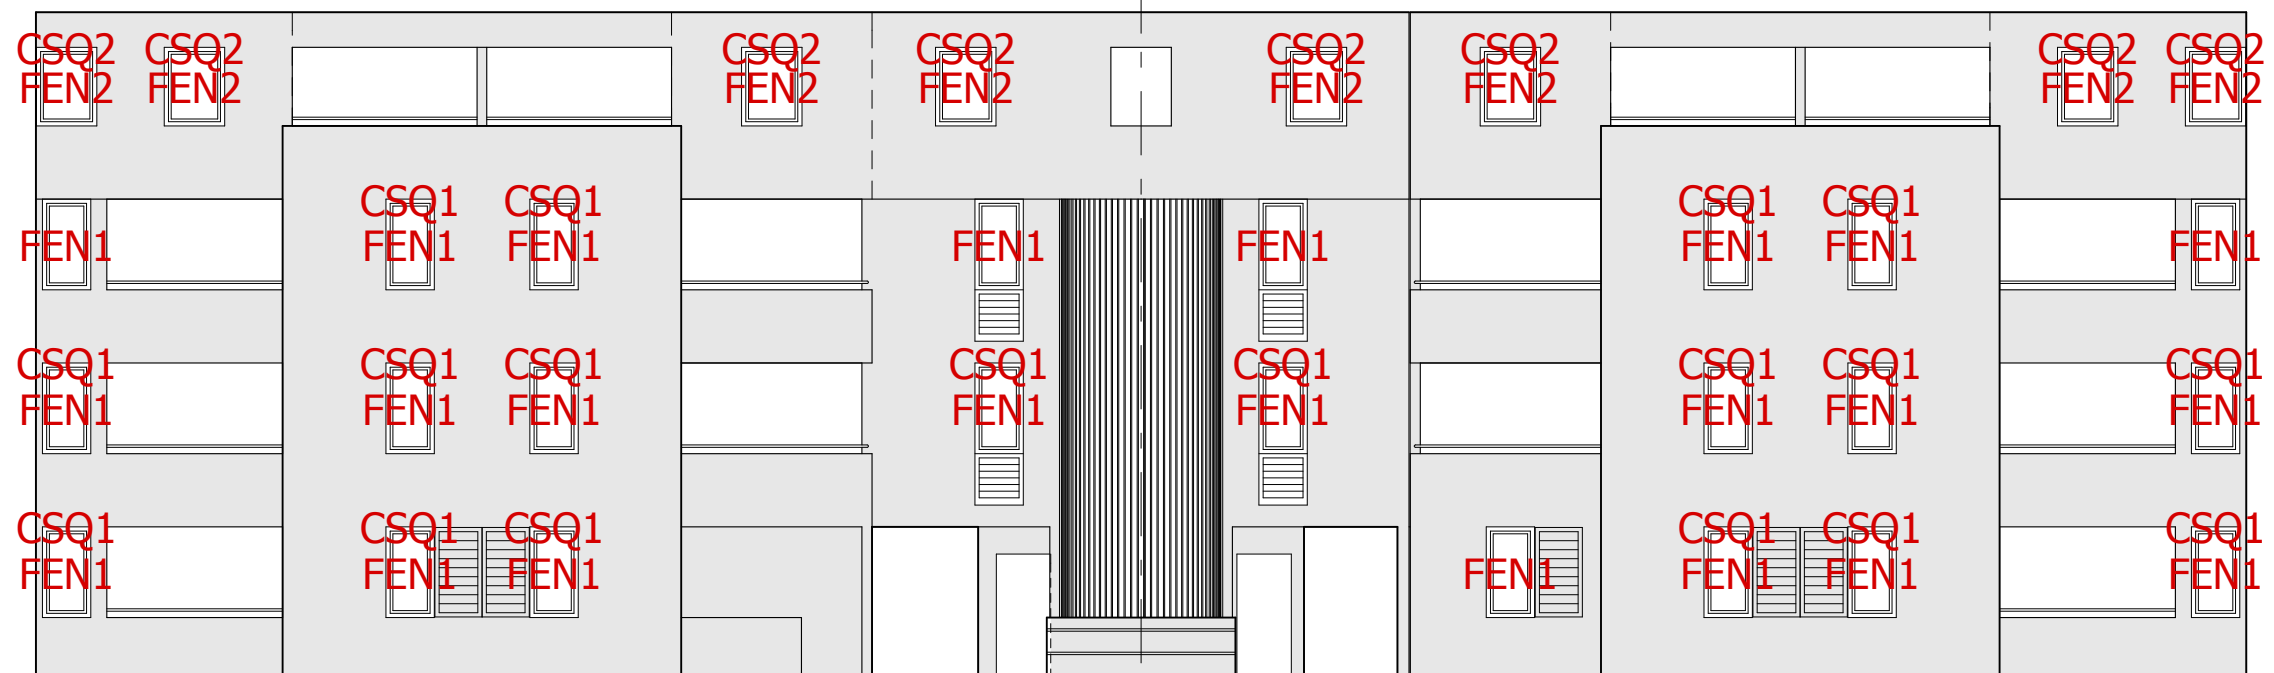 CSQ2 CSQ2 CSQ2 CSQ2 CSQ2 CSQ2 CSQ2 CSQ2
FEN2 FEN2 FEN2 FEN2 FEN2 FEN2 FEN2 FEN2
CSQ1 CSQ1 CSQ1 CSQ1
FEN1 FEN1 FEN1 FEN1 FEN1 FEN1 FEN1 FEN1
CSQ1 CSQ1 CSQ1 CSQ1 CSQ1 CSQ1 CSQ1 CSQ1
FEN1 FEN1 FEN1 FEN1 FEN1 FEN1 FEN1 FEN1
CSQ1 CSQ1 CSQ1 CSQ1 CSQ1 CSQ1
FEN1 FEN1 FEN1 FEN1 FEN1 FEN1 FEN1